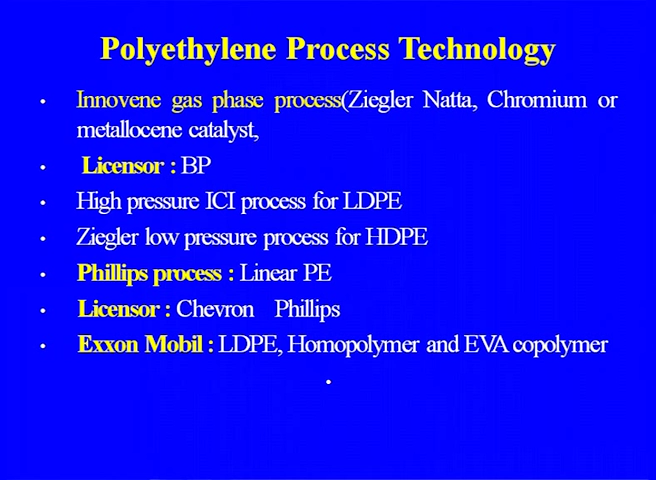 Polyethylene Process Technology
• Innovene gas phase process(Ziegler Natta, Chromium or
metallocene catalyst,
• Licensor : BP
• High pressure ICI process for LDPE
• Ziegler low pressure process for HDPE
• Phillips process : Linear PE
• Licensor : Chevron Phillips
• Exxon Mobil : LDPE, Homopolymer and EVA copolymer
•